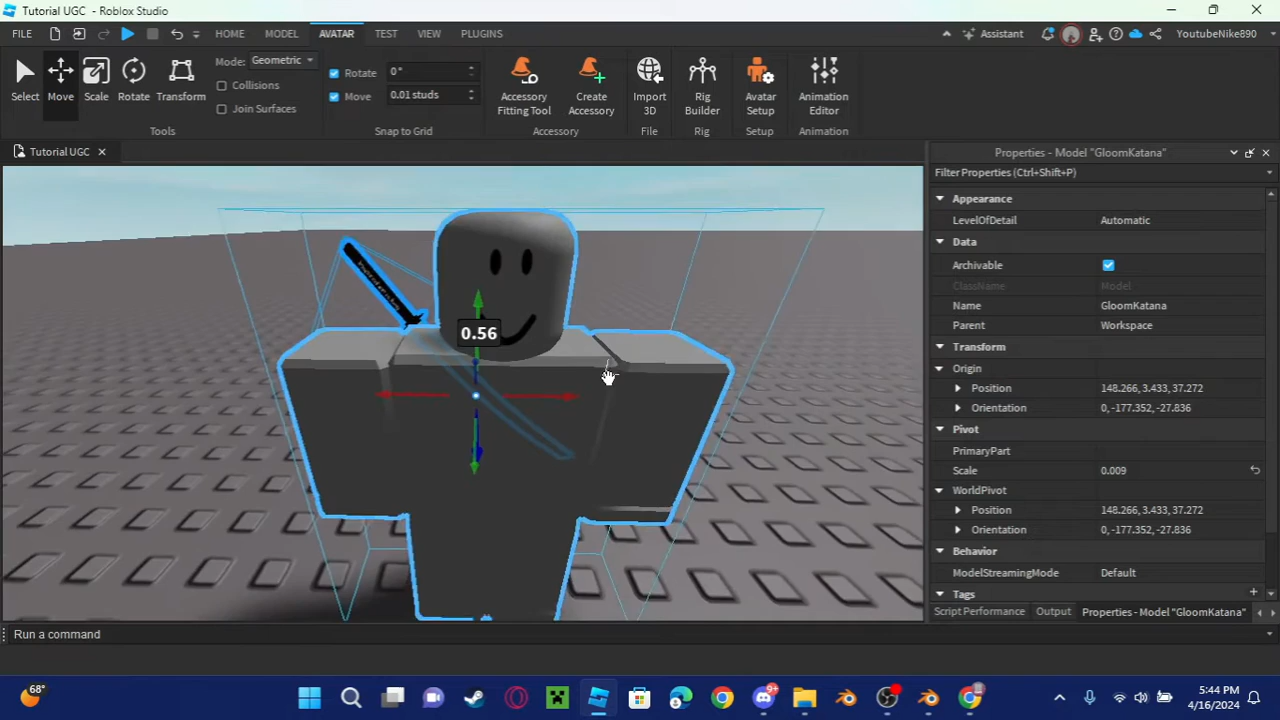 Tutorial UGC - Roblox Studio
FILE
HOME
MODEL
AVATAR
TEST
VIEW
PLUGINS
Assistant
YoutubeNike890
Select
Move
Scale
Rotate
Transform
Mode: Geometric
Collisions
Join Surfaces
Tools
Rotate 0 °
Move 0.01 studs
Snap to Grid
Accessory Fitting Tool
Create Accessory
Accessory
Import 3D
File
Rig Builder
Rig
Avatar Setup
Setup
Animation Editor
Animation
Tutorial UGC
0.56
Properties - Model "GloomKatana"
Filter Properties (Ctrl+Shift+P)
Appearance
LevelOfDetail Automatic
Data
Archivable
ClassName Model
Name GloomKatana
Parent Workspace
Transform
Origin
Position 148.266, 3.433, 37.272
Orientation 0, -177.352, -27.836
Pivot
PrimaryPart
Scale 0.009
WorldPivot
Position 148.266, 3.433, 37.272
Orientation 0, -177.352, -27.836
Behavior
ModelStreamingMode Default
Tags
Script Performance
Output
Properties - Model "GloomKatana"
Run a command
68°
9+
5:44 PM
4/16/2024